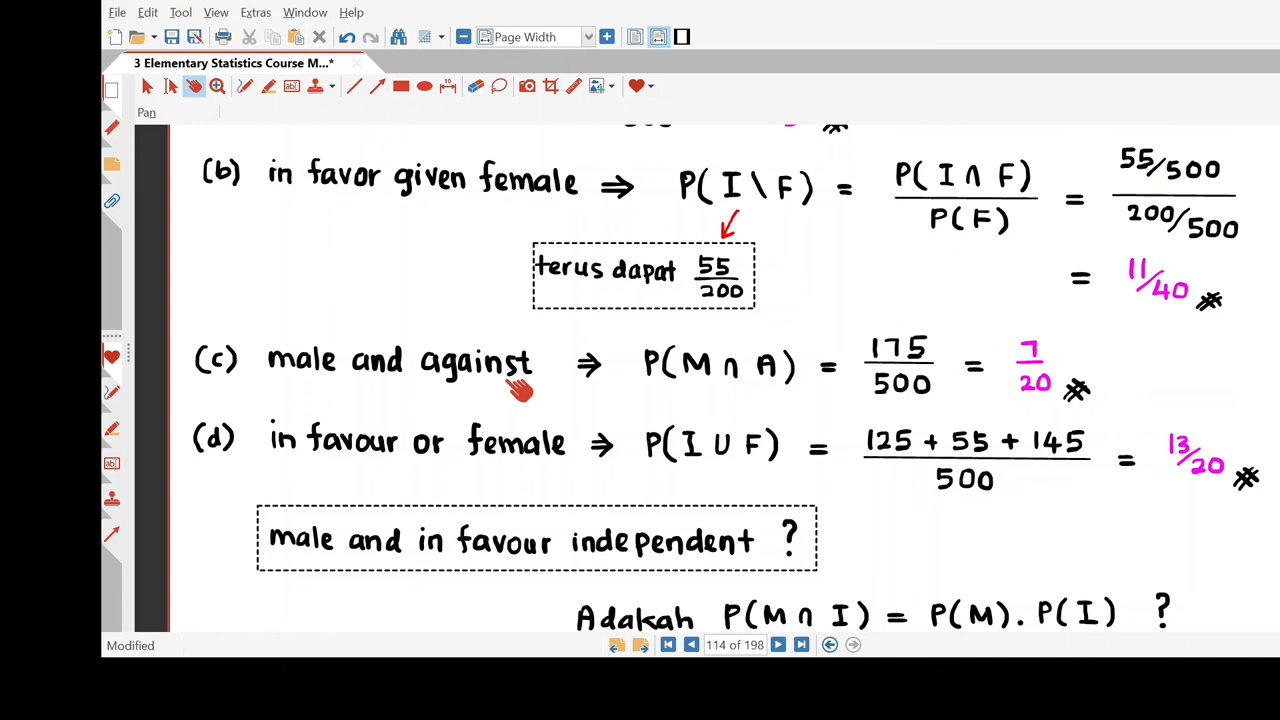 File Edit Tool View Extras Window Help
Page Width
3 Elementary Statistics Course M...*
Pan
(b) in favor given female ⇒ P(I \ F) = P(I ∩ F) / P(F) = 55/500 / 200/500
terus dapat 55/200
= 11/40
(c) male and against ⇒ P(M ∩ A) = 175/500 = 7/20
(d) in favour or female ⇒ P(I ∪ F) = 125 + 55 + 145 / 500 = 13/20
male and in favour independent ?
Adakah P(M ∩ I) = P(M). P(I) ?
Modified
114 of 198